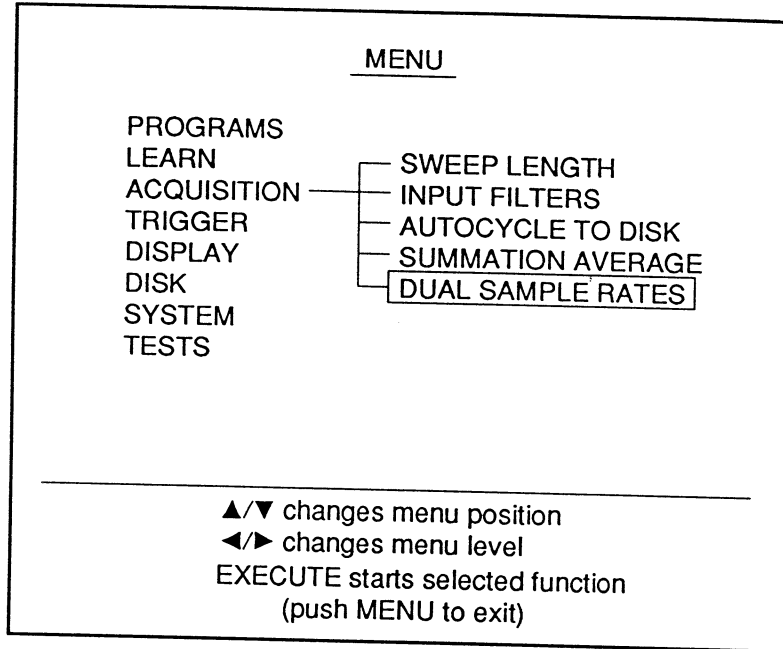 MENU
PROGRAMS
LEARN
ACQUISITION
TRIGGER
DISPLAY
DISK
SYSTEM
TESTS
SWEEP LENGTH
INPUT FILTERS
AUTOCYCLE TO DISK
SUMMATION AVERAGE
DUAL SAMPLE RATES
▲/▼ changes menu position
◄/► changes menu level
EXECUTE starts selected function
(push MENU to exit)